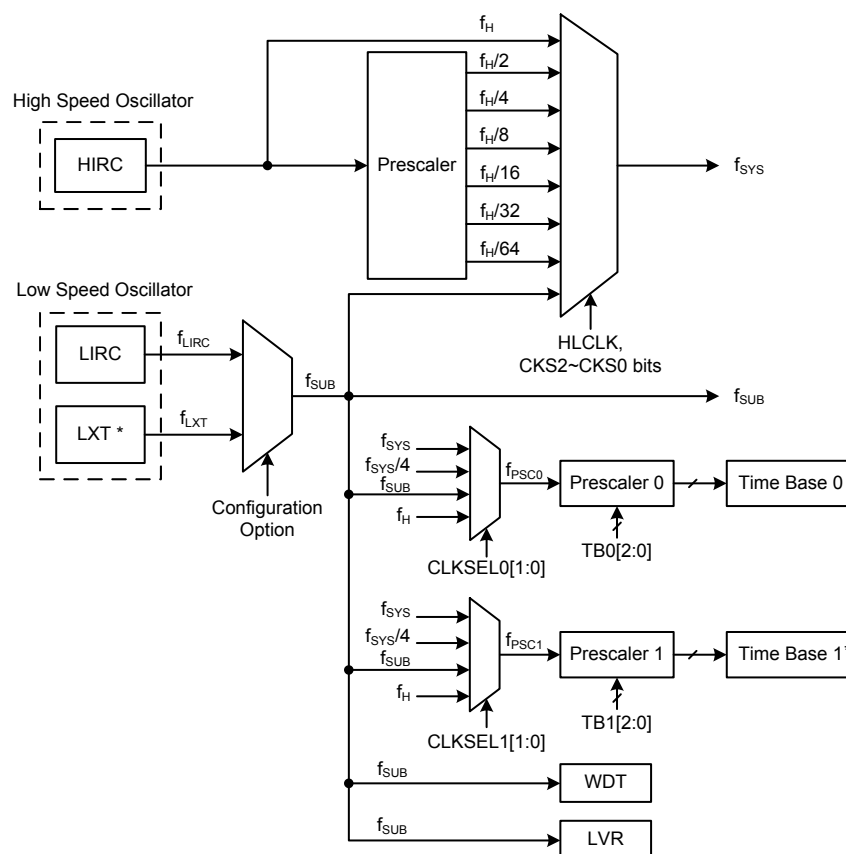 f_H
f_H/2
High Speed Oscillator
f_H/4
HIRC
f_H/8
Prescaler
f_SYS
f_H/16
f_H/32
f_H/64
Low Speed Oscillator
LIRC
f_LIRC
HLCLK,
CKS2~CKS0 bits
f_SUB
f_SUB
LXT *
f_LXT
Configuration
Option
f_SYS
f_SYS/4
f_SUB
f_H
f_PSC0
Prescaler 0
Time Base 0
CLKSEL0[1:0]
TB0[2:0]
f_SYS
f_SYS/4
f_SUB
f_H
f_PSC1
Prescaler 1
Time Base 1*
CLKSEL1[1:0]
TB1[2:0]
f_SUB
WDT
f_SUB
LVR